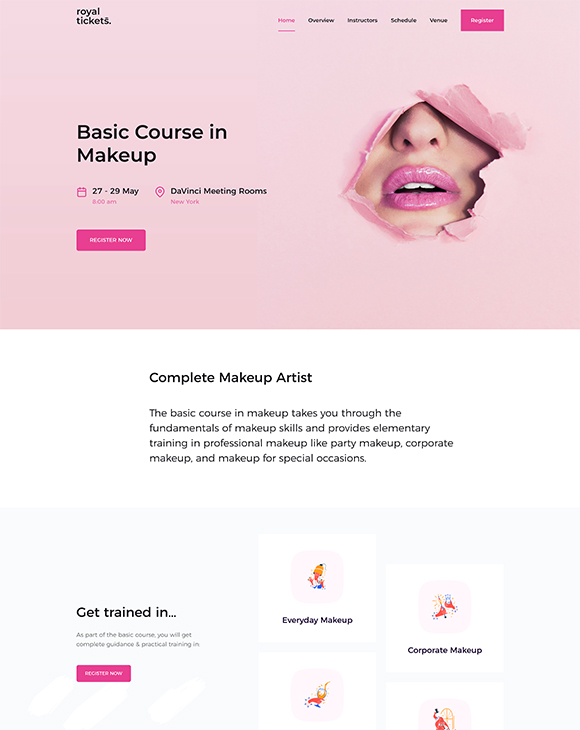 royal
tickets.
Home Overview Instructors Schedule Venue Register
Basic Course in
Makeup
27 - 29 May
8.00 am
DaVinci Meeting Rooms
New York
REGISTER NOW
Complete Makeup Artist
The basic course in makeup takes you through the
fundamentals of makeup skills and provides elementary
training in professional makeup like party makeup, corporate
makeup, and makeup for special occasions.
Get trained in...
As part of the basic course, you will get
complete guidance & practical training in:
REGISTER NOW
Everyday Makeup
Corporate Makeup